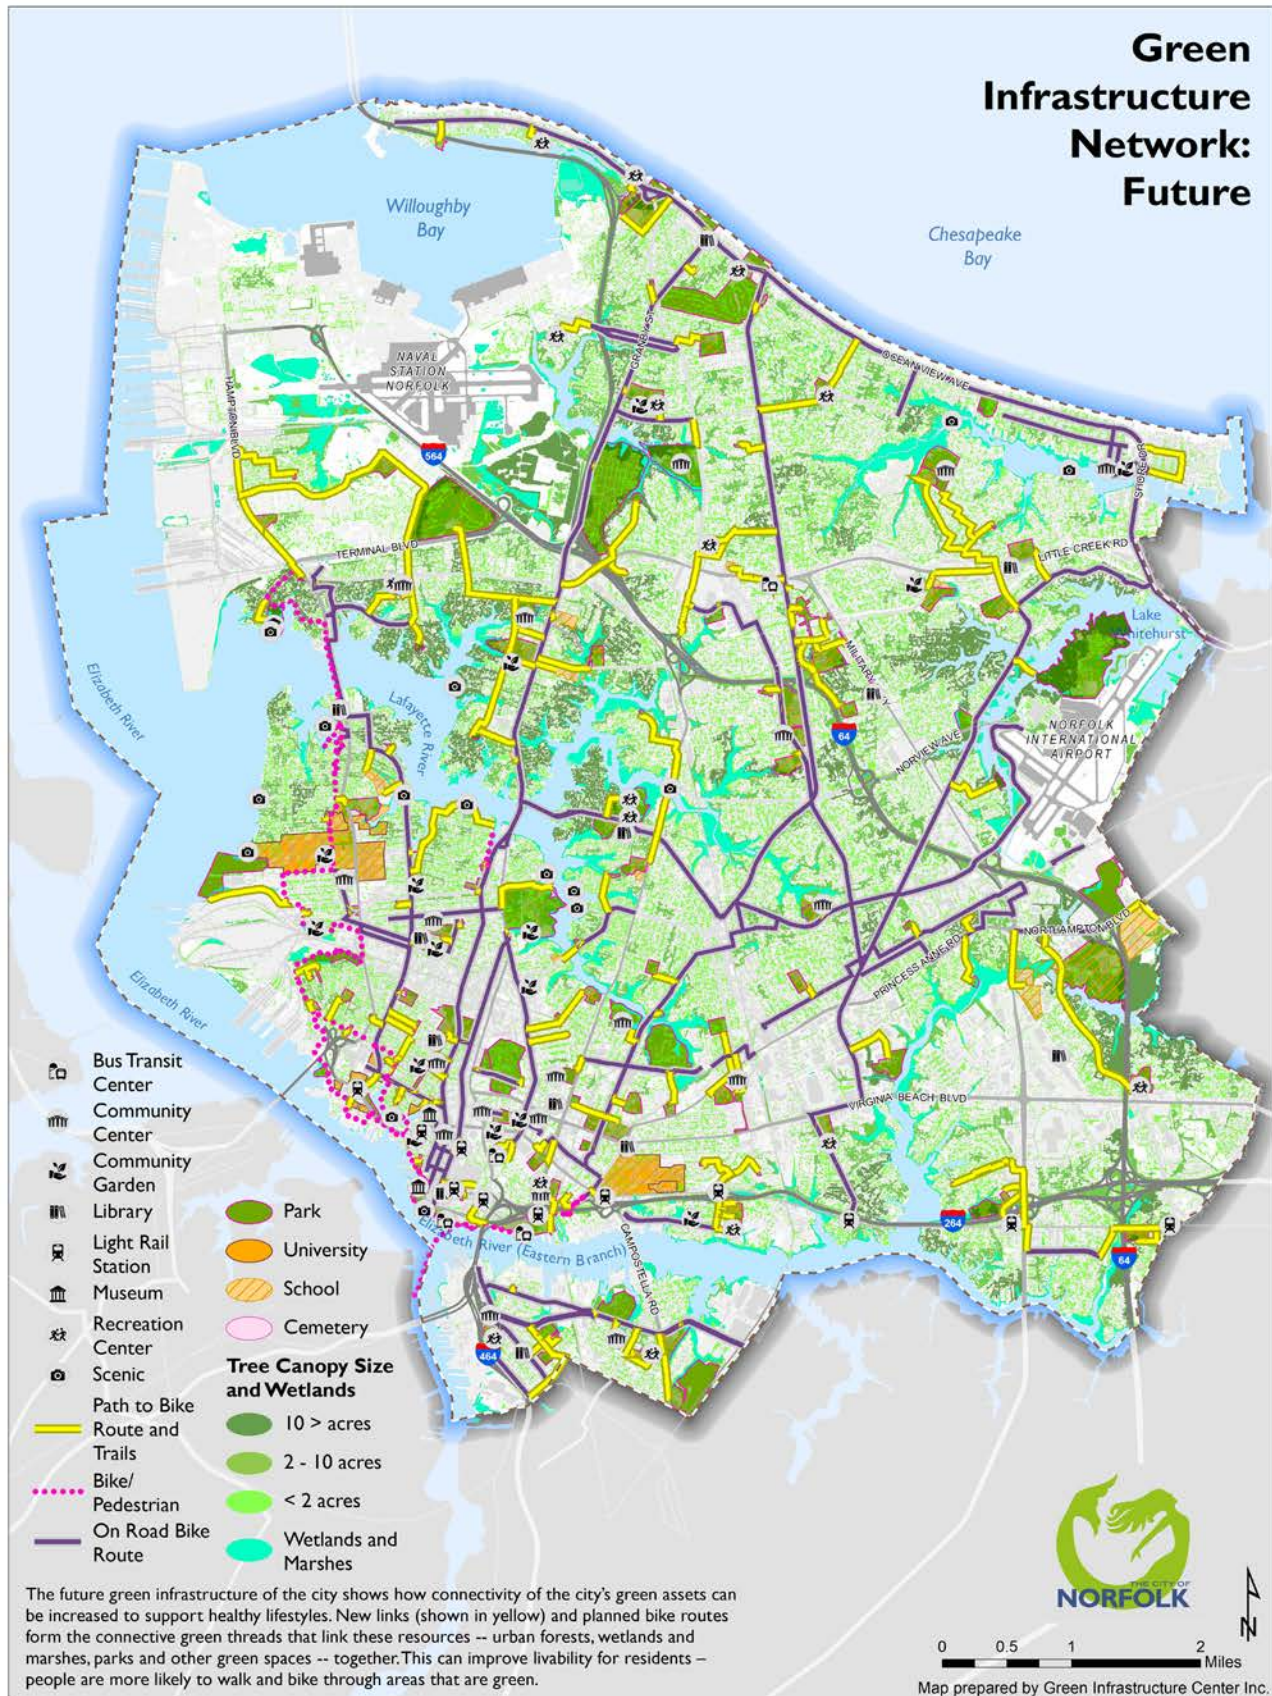 Green
Infrastructure
Network:
Future
Willoughby
Bay
Chesapeake
Bay
NAVAL
STATION
NORFOLK
HAMPTON BLVD
GRANBY ST
OCEAN VIEW AVE
SHORE DR
564
TERMINAL BLVD
LITTLE CREEK RD
Lake
Whitehurst
MILITARY HWY
Elizabeth River
Lafayette
River
64
NORVIEW AVE
NORFOLK
INTERNATIONAL
AIRPORT
NORTHAMPTON BLVD
PRINCESS ANNE RD
Elizabeth River
VIRGINIA BEACH BLVD
264
Elizabeth River (Eastern Branch)
CAMPOSTELLA RD
64
464
Bus Transit
Center
Community
Center
Community
Garden
Library
Light Rail
Station
Museum
Recreation
Center
Scenic
Path to Bike
Route and
Trails
Bike/
Pedestrian
On Road Bike
Route
Park
University
School
Cemetery
Tree Canopy Size
and Wetlands
10 > acres
2 - 10 acres
< 2 acres
Wetlands and
Marshes
The future green infrastructure of the city shows how connectivity of the city's green assets can
be increased to support healthy lifestyles. New links (shown in yellow) and planned bike routes
form the connective green threads that link these resources -- urban forests, wetlands and
marshes, parks and other green spaces -- together. This can improve livability for residents –
people are more likely to walk and bike through areas that are green.
THE CITY OF
NORFOLK
N
0 0.5 1 2
Miles
Map prepared by Green Infrastructure Center Inc.